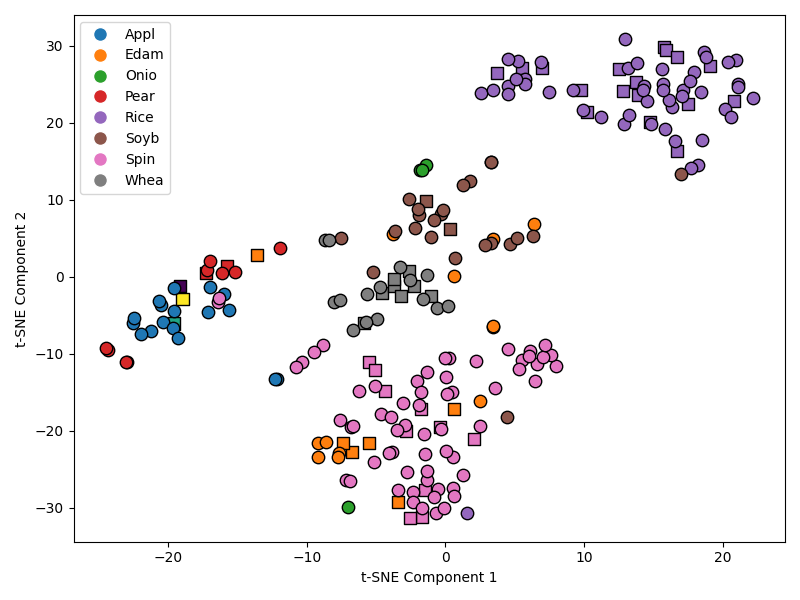 Appl
Edam
Onio
Pear
Rice
Soyb
Spin
Whea
30
20
10
0
−10
−20
−30
t-SNE Component 2
−20
−10
0
10
20
t-SNE Component 1